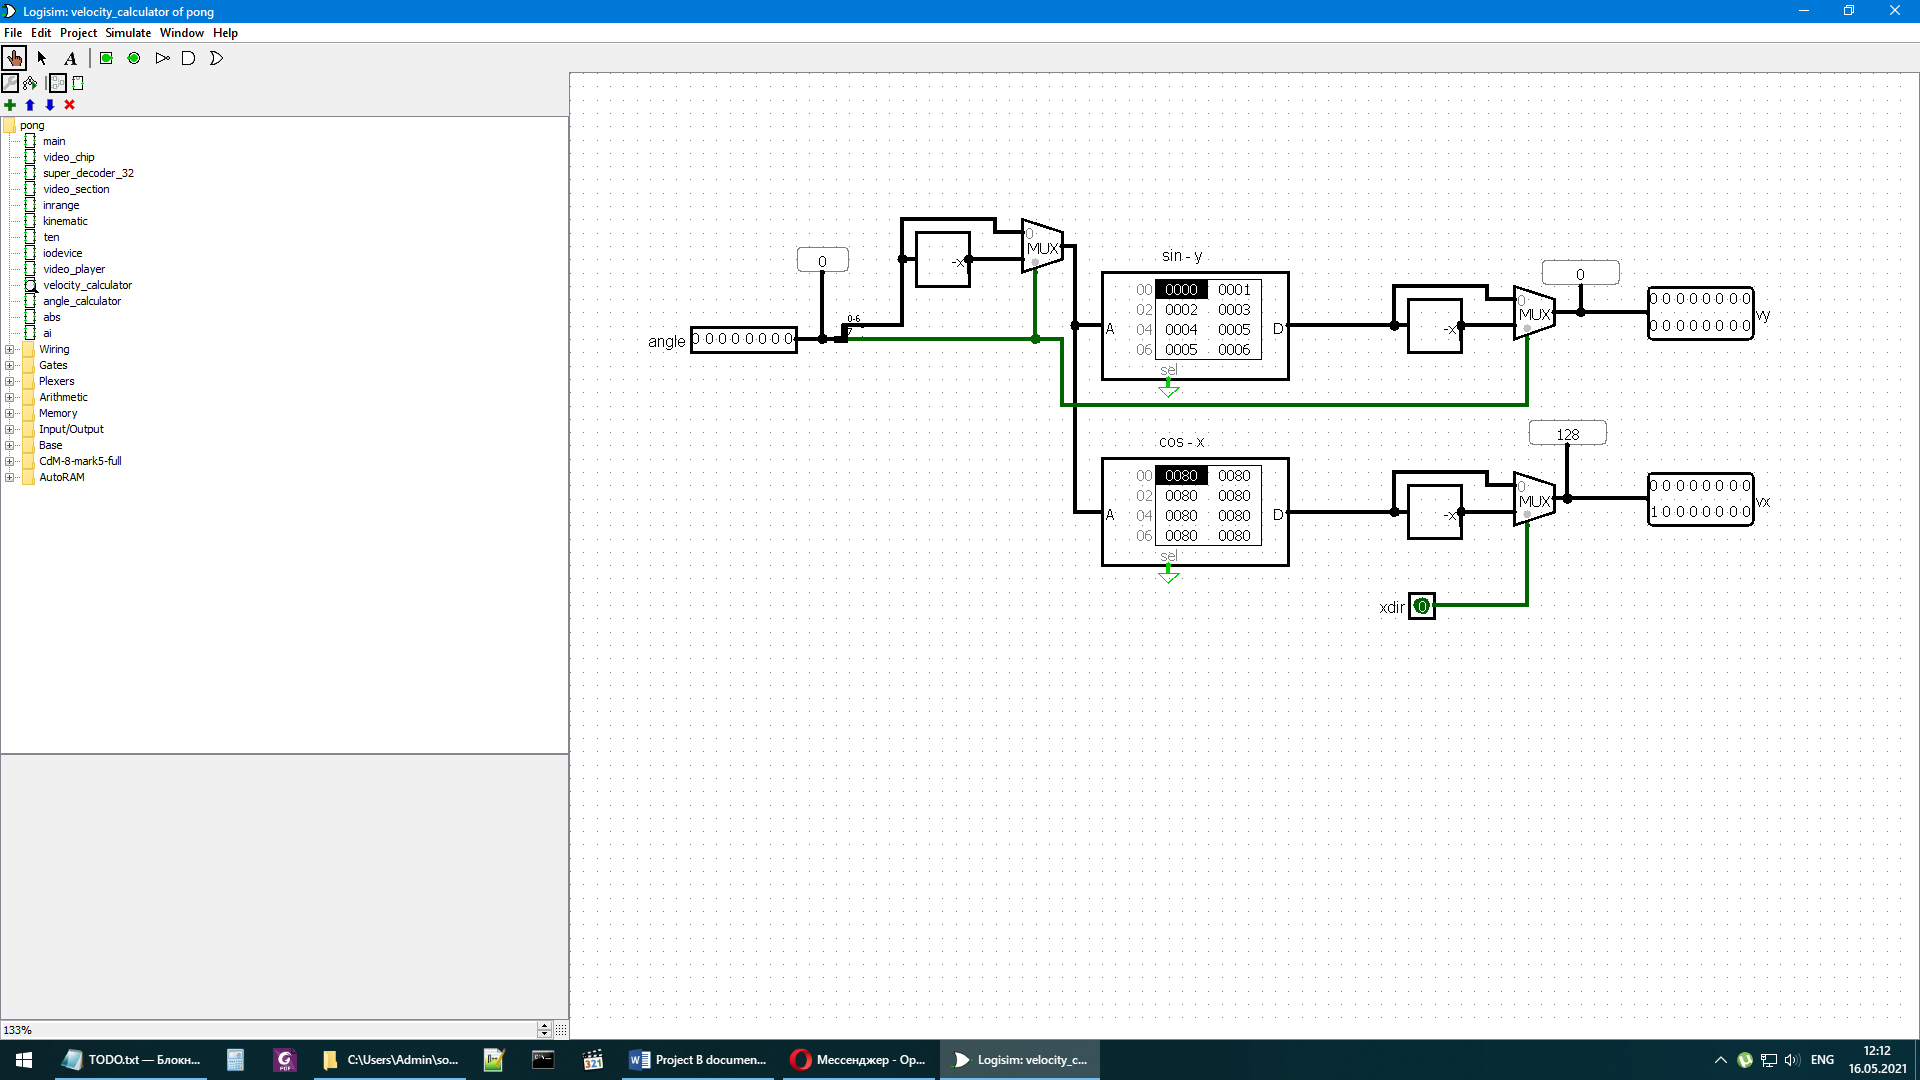 Logisim: velocity_calculator of pong
File Edit Project Simulate Window Help
A
pong
main
video_chip
super_decoder_32
video_section
inrange
kinematic
ten
iodevice
video_player
velocity_calculator
angle_calculator
abs
ai
Wiring
Gates
Plexers
Arithmetic
Memory
Input/Output
Base
CdM-8-mark5-full
AutoRAM
133%
0
-x
0
MUX
angle 0 0 0 0 0 0 0 0
0-6
7
sin - y
00 0000 0001
02 0002 0003
04 0004 0005
06 0005 0006
A
D
sel
-x
0
MUX
0
0 0 0 0 0 0 0 0
0 0 0 0 0 0 0 0
vy
cos - x
00 0080 0080
02 0080 0080
04 0080 0080
06 0080 0080
A
D
sel
-x
0
MUX
128
0 0 0 0 0 0 0 0
1 0 0 0 0 0 0 0
vx
xdir 0
TODO.txt — Блокн...
PDF
C:\Users\Admin\so...
321
Project B documen...
Мессенджер - Op...
Logisim: velocity_c...
ENG
12:12
16.05.2021